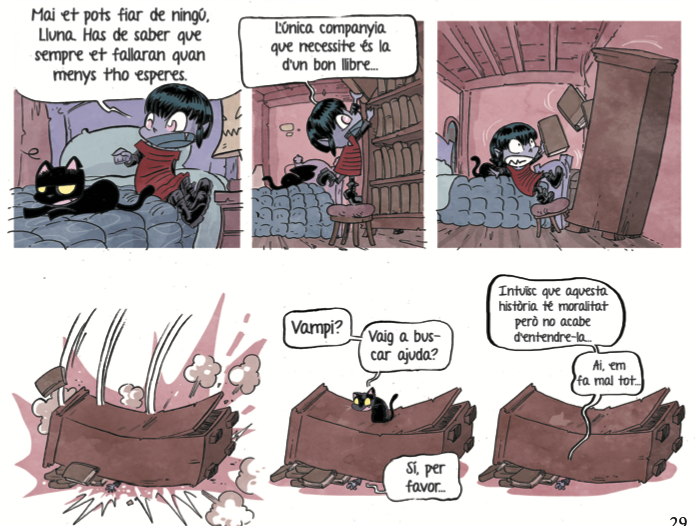 Mai et pots fiar de ningú,
Lluna. Has de saber que
sempre et fallaran quan
menys t'ho esperes.
L'única companyia
que necessite és la
d'un bon llibre...
Vampi?
Vaig a bus-
car ajuda?
Sí, per
favor...
Intuïsc que aquesta
història té moralitat
però no acabe
d'entendre-la...
Ai, em
fa mal tot...
29